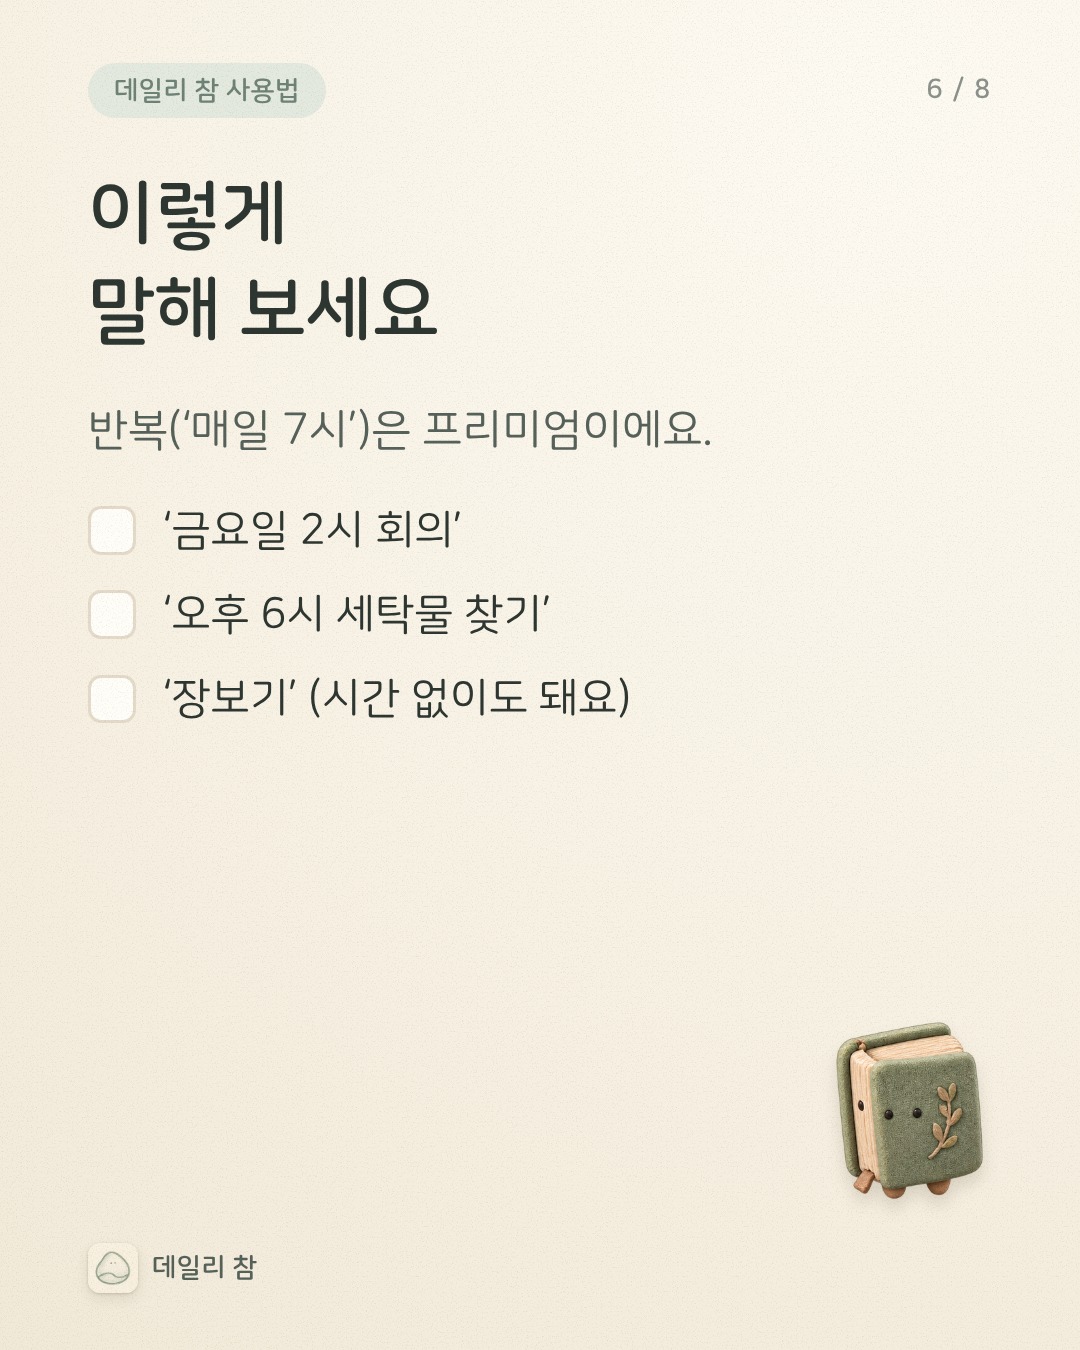 데일리 참 사용법
6 / 8
이렇게
말해 보세요
반복(‘매일 7시’)은 프리미엄이에요.
‘금요일 2시 회의’
‘오후 6시 세탁물 찾기’
‘장보기’ (시간 없이도 돼요)
데일리 참